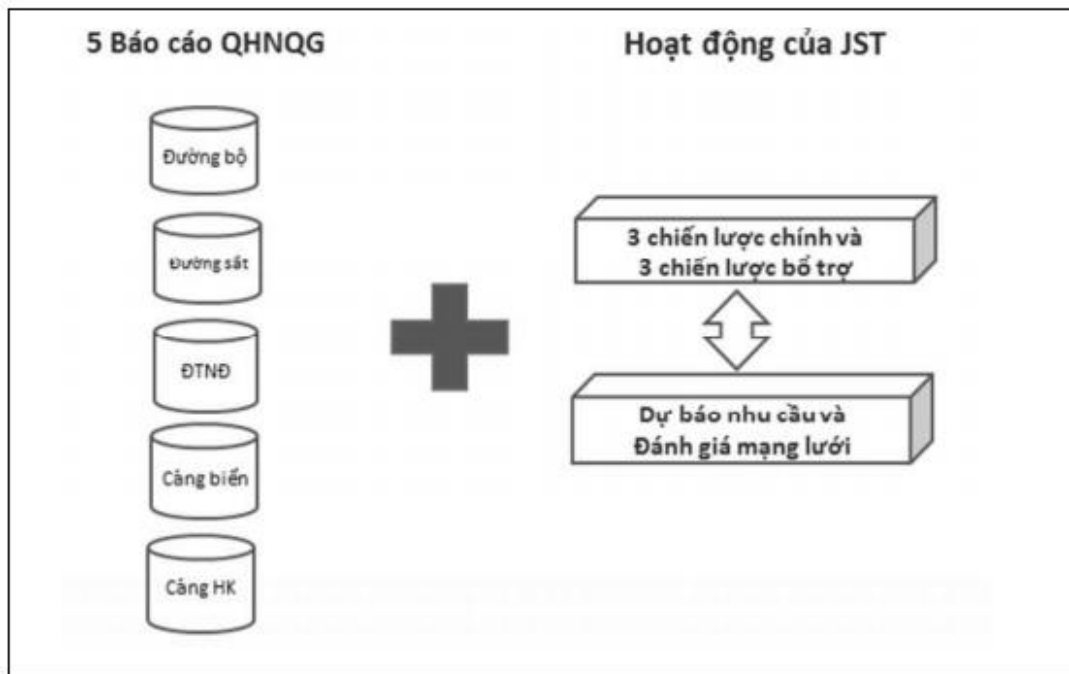 5 Báo cáo QHNQG
Đường bộ
Đường sắt
ĐTNĐ
Cảng biển
Cảng HK
Hoạt động của JST
3 chiến lược chính và
3 chiến lược bổ trợ
Dự báo nhu cầu và
Đánh giá mạng lưới